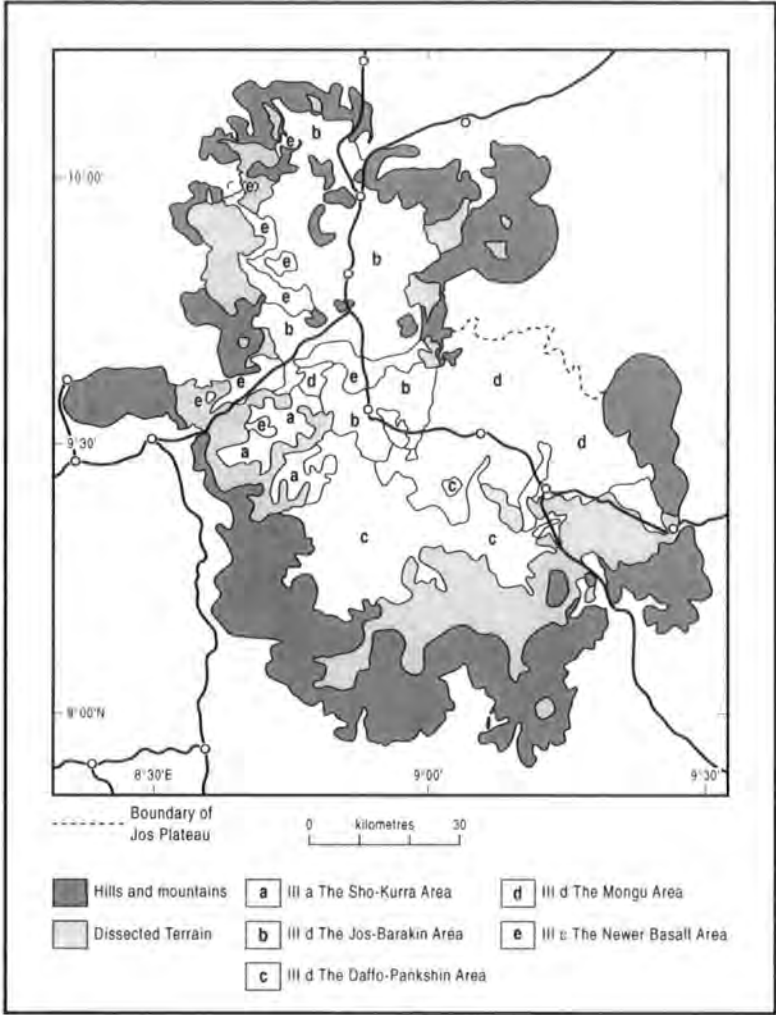 b
e
10°00'
e
e
b
e
e
b
d
e
d
e
b
e
a
b
9°30'
e
d
a
a
c
c
c
9°00'N
8°30'E
9°00'
9°30'
Boundary of
Jos Plateau
0 kilometres 30
Hills and mountains
a III a The Sho-Kurra Area
d III d The Mongu Area
Dissected Terrain
b III d The Jos-Barakin Area
e III ε The Newer Basalt Area
c III d The Daffo-Pankshin Area